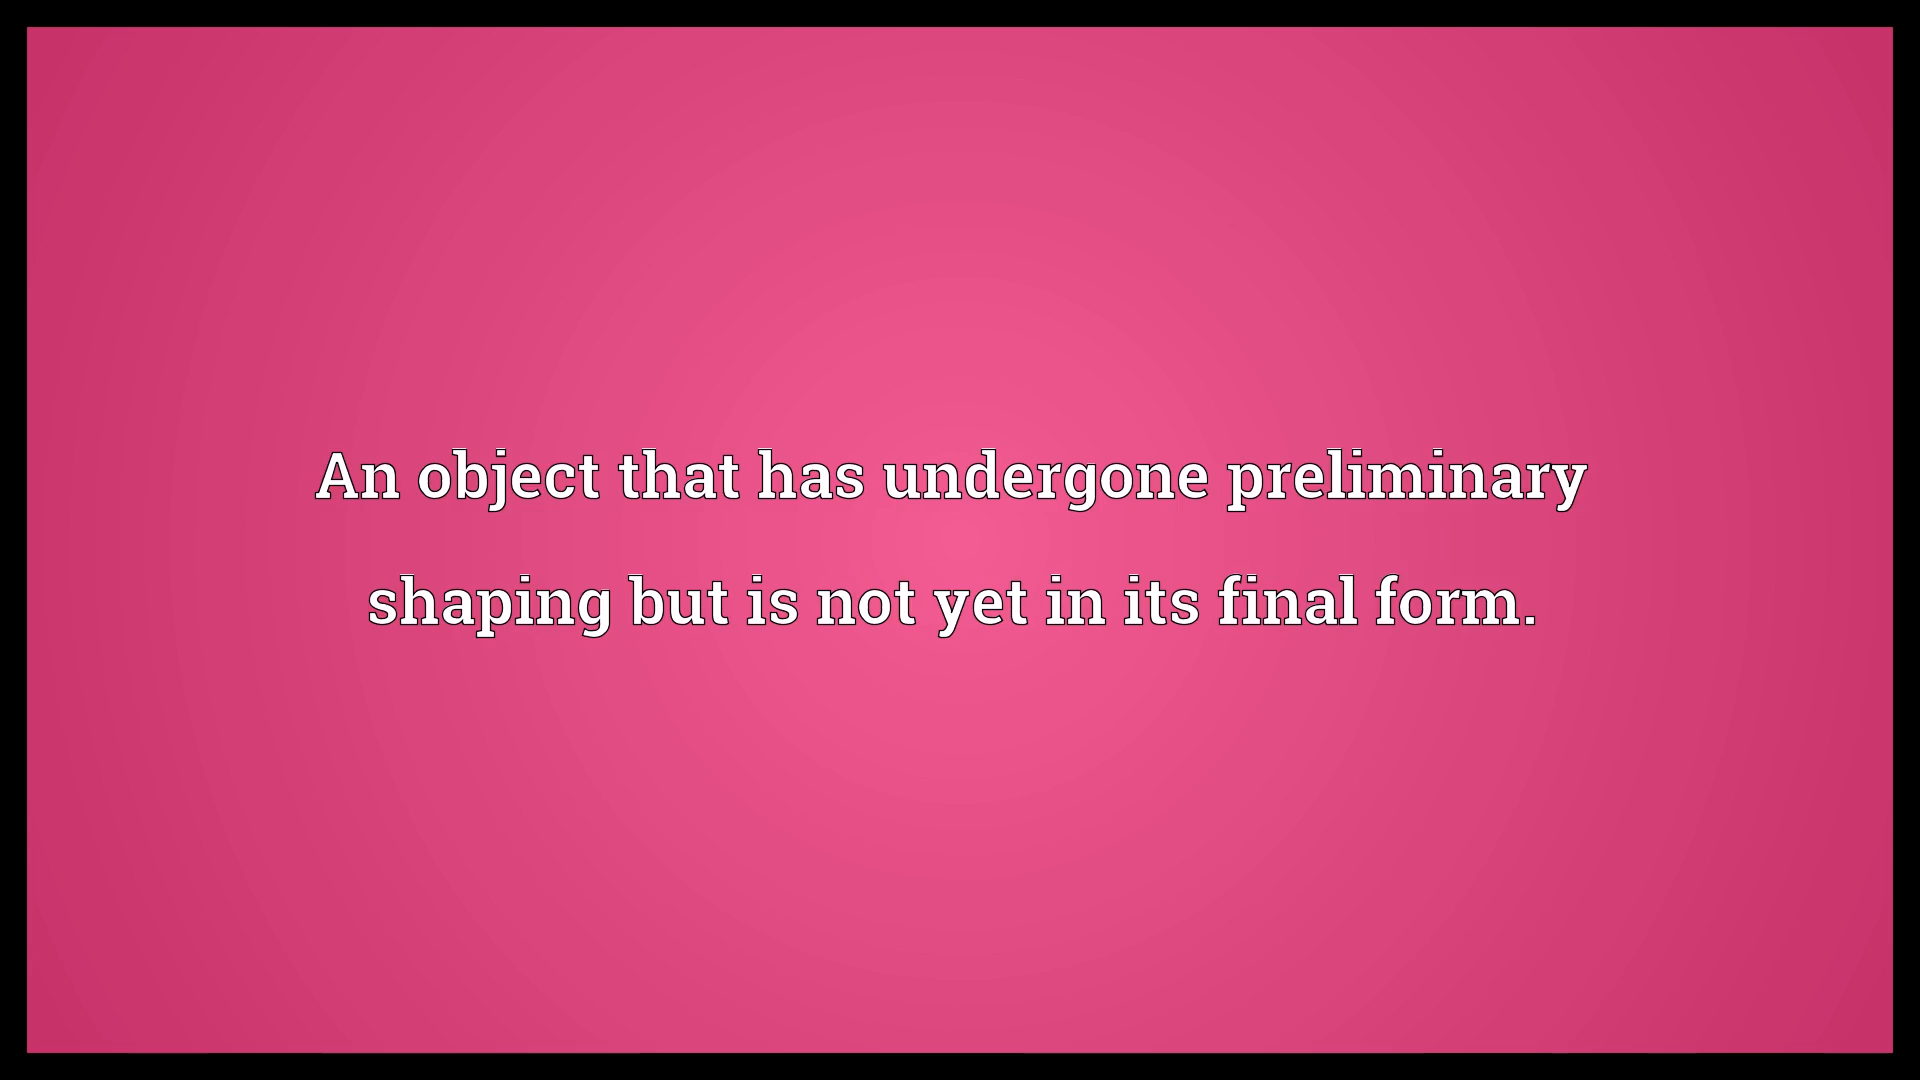 An object that has undergone preliminary
shaping but is not yet in its final form.